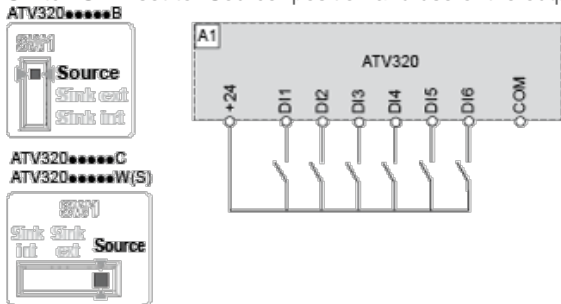 ATV320●●●●●B
SW1
Source
Sink ext
Sink int
ATV320●●●●●C
ATV320●●●●●W(S)
SW1
Sink int
Sink ext
Source
A1
ATV320
+24
DI1
DI2
DI3
DI4
DI5
DI6
COM